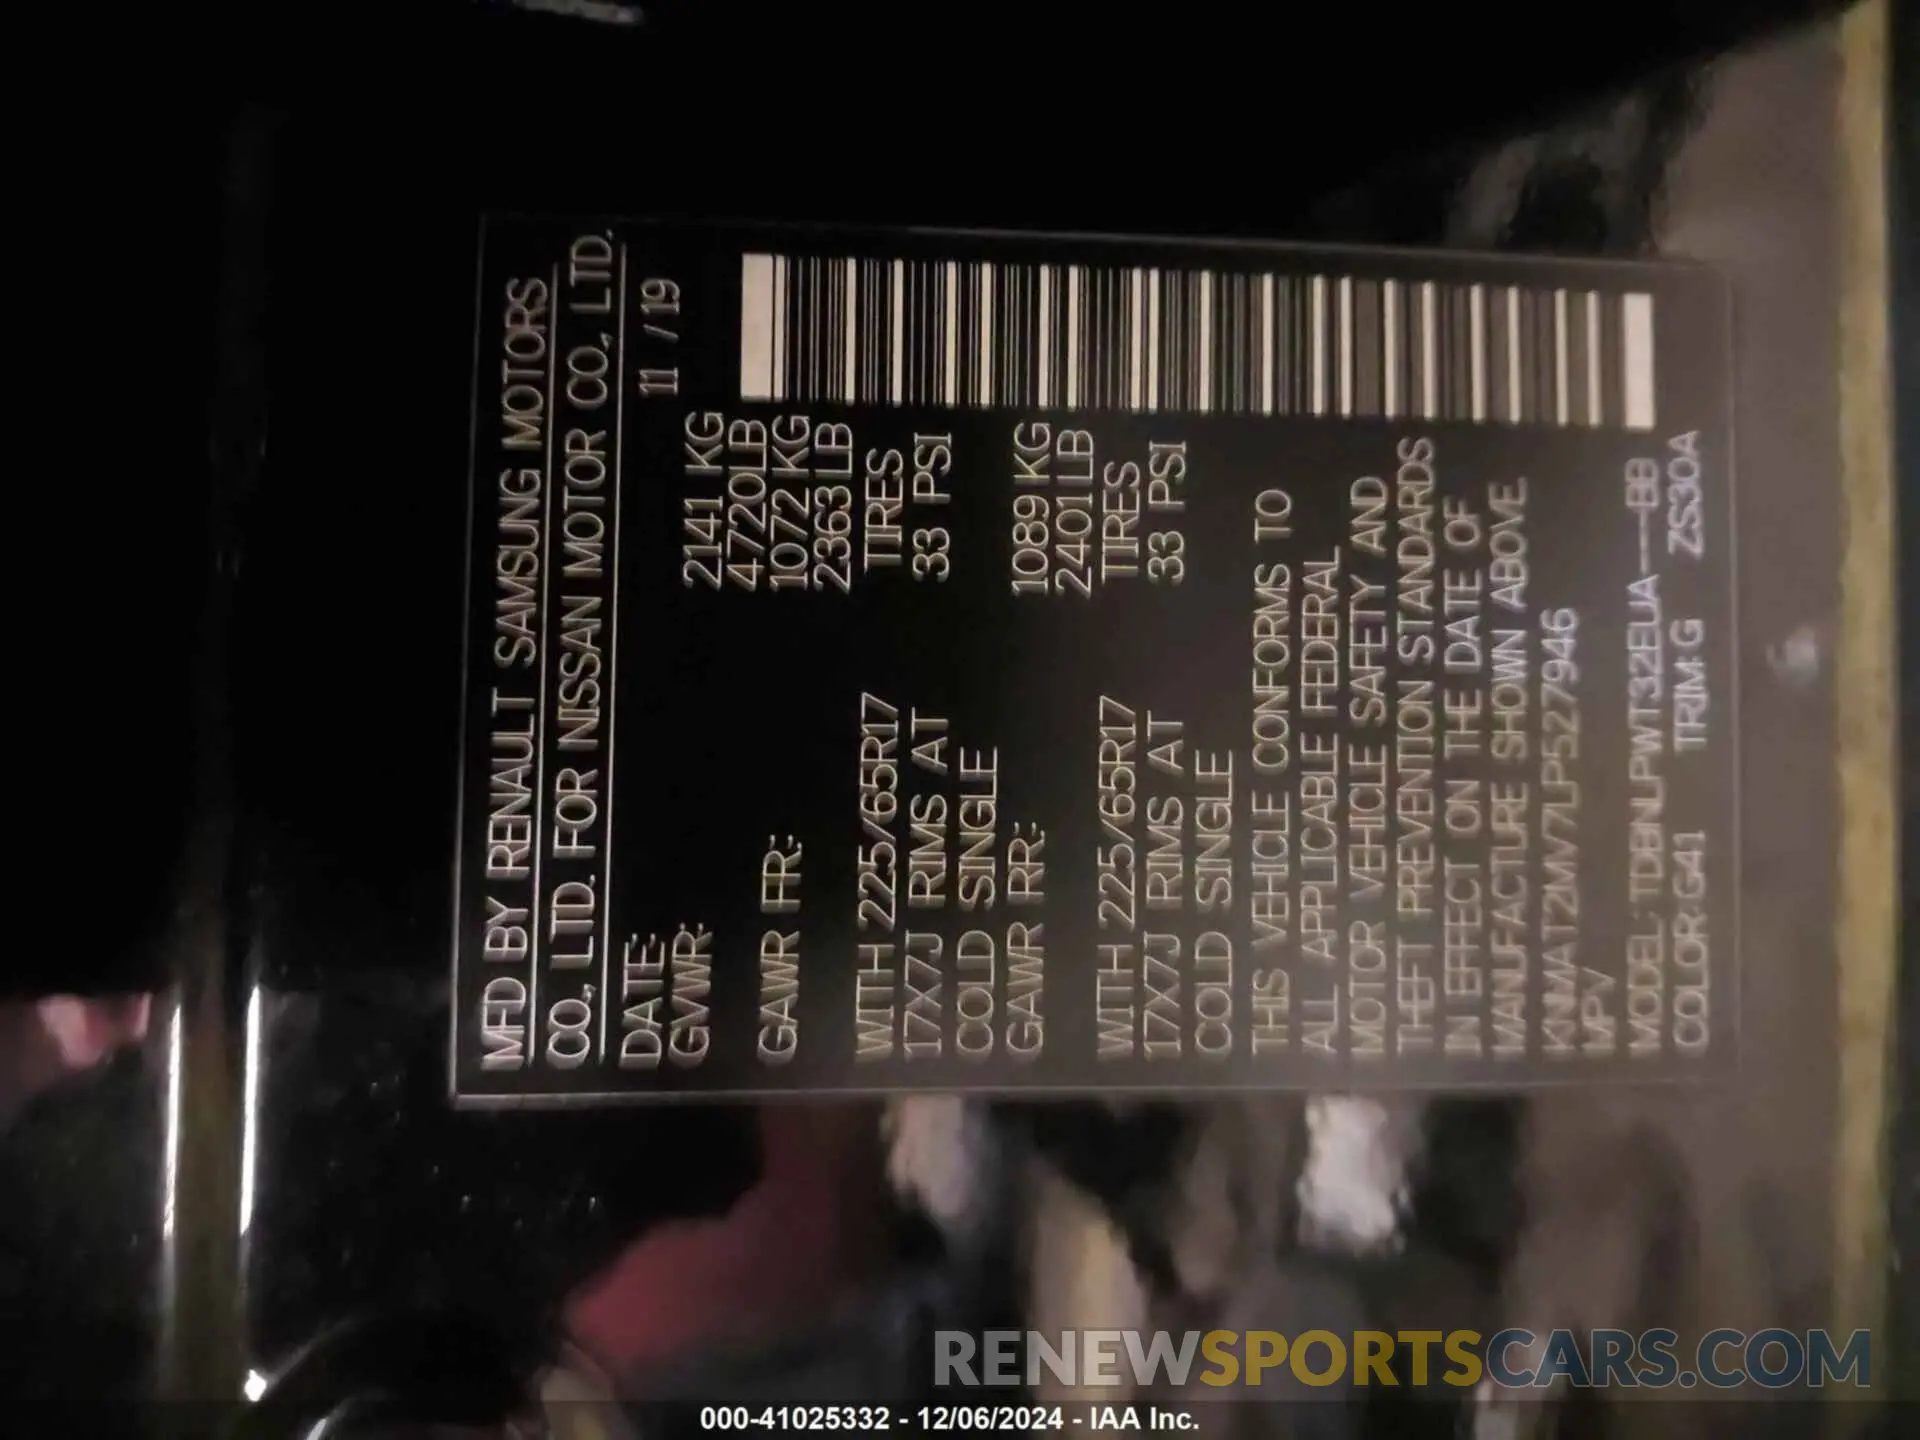 MFD BY RENAULT SAMSUNG MOTORS
CO., LTD. FOR NISSAN MOTOR CO., LTD.
DATE: 11 /19
GVWR: 2141 KG
4720LB
GAWR FR: 1072 KG
2363LB
WITH 225/65R17 TIRES
17X7J RIMS AT 33 PSI
COLD SINGLE
GAWR RR: 1089 KG
2401LB
WITH 225/65R17 TIRES
17X7J RIMS AT 33 PSI
COLD SINGLE
THIS VEHICLE CONFORMS TO
ALL APPLICABLE FEDERAL
MOTOR VEHICLE SAFETY AND
THEFT PREVENTION STANDARDS
IN EFFECT ON THE DATE OF
MANUFACTURE SHOWN ABOVE.
KNMAT2MV7LP527946
MPV
MODEL: TDBNLPWT32EUA----BB
COLOR:G41 TRIM: G ZS30A
RENEWSPORTSCARS.COM
000-41025332 - 12/06/2024 - IAA Inc.